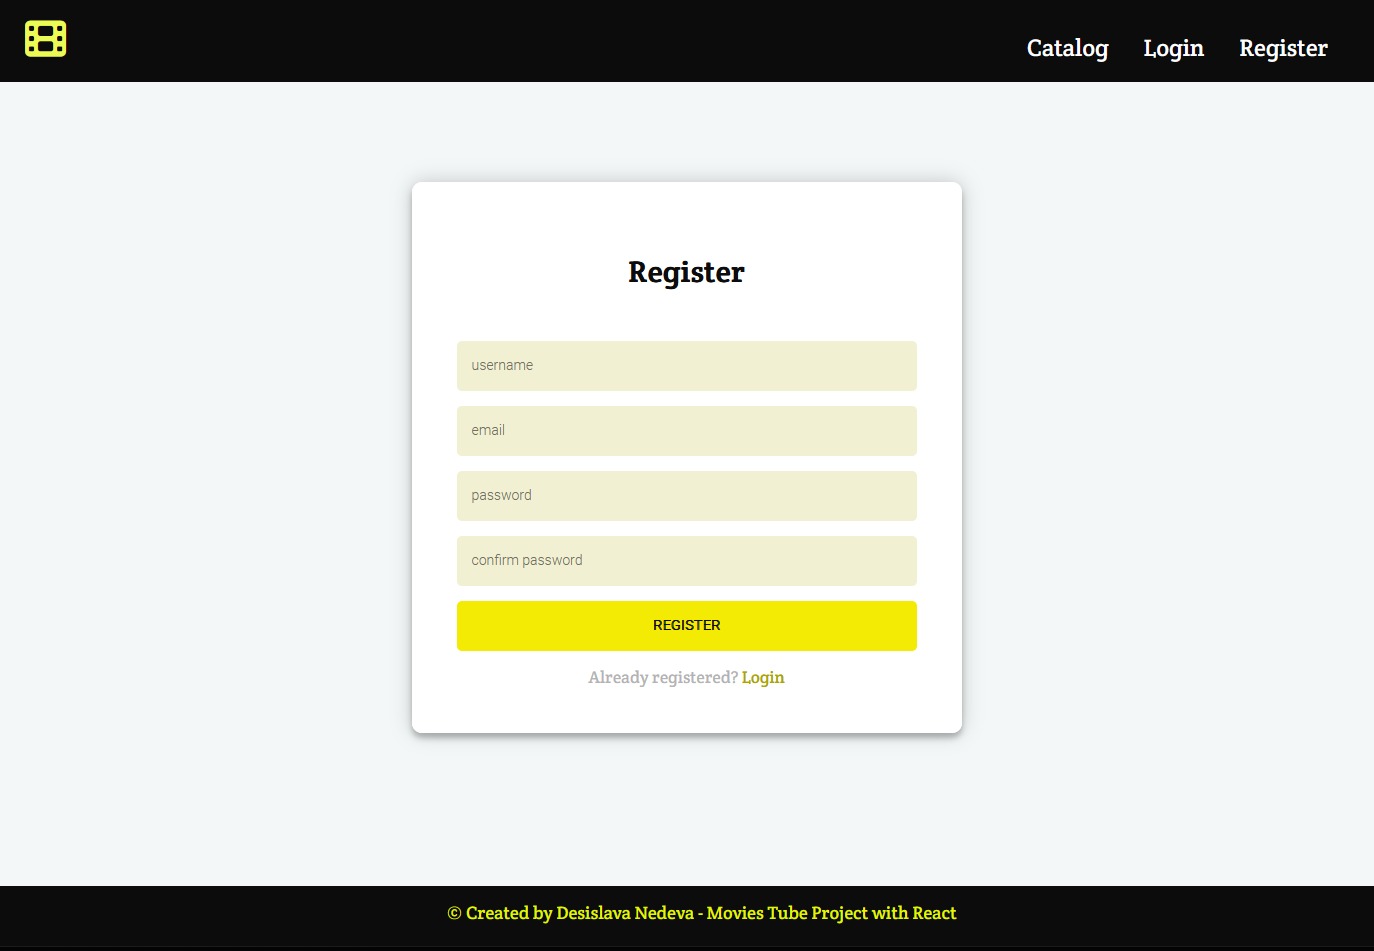 Catalog Login Register
Register
username
email
password
confirm password
REGISTER
Already registered? Login
© Created by Desislava Nedeva - Movies Tube Project with React